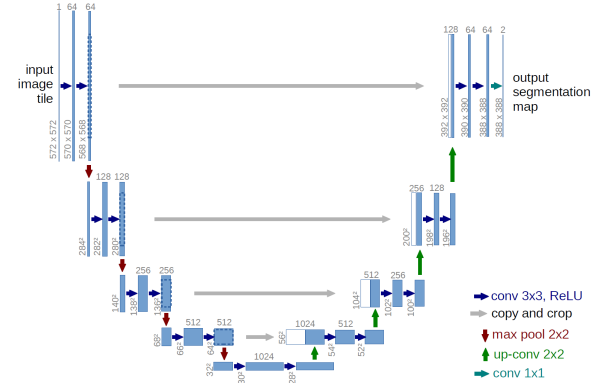 1 64 64
128 64 64 2
input
image
tile
output
segmentation
map
572 x 572
570 x 570
568 x 568
392 x 392
390 x 390
388 x 388
388 x 388
128 128
256 128
284²
282²
280²
200²
198²
196²
256 256
512 256
140²
138²
136²
104²
102²
100²
512 512
1024 512
68²
66²
64²
56²
54²
52²
1024
32²
30²
28²
conv 3x3, ReLU
copy and crop
max pool 2x2
up-conv 2x2
conv 1x1